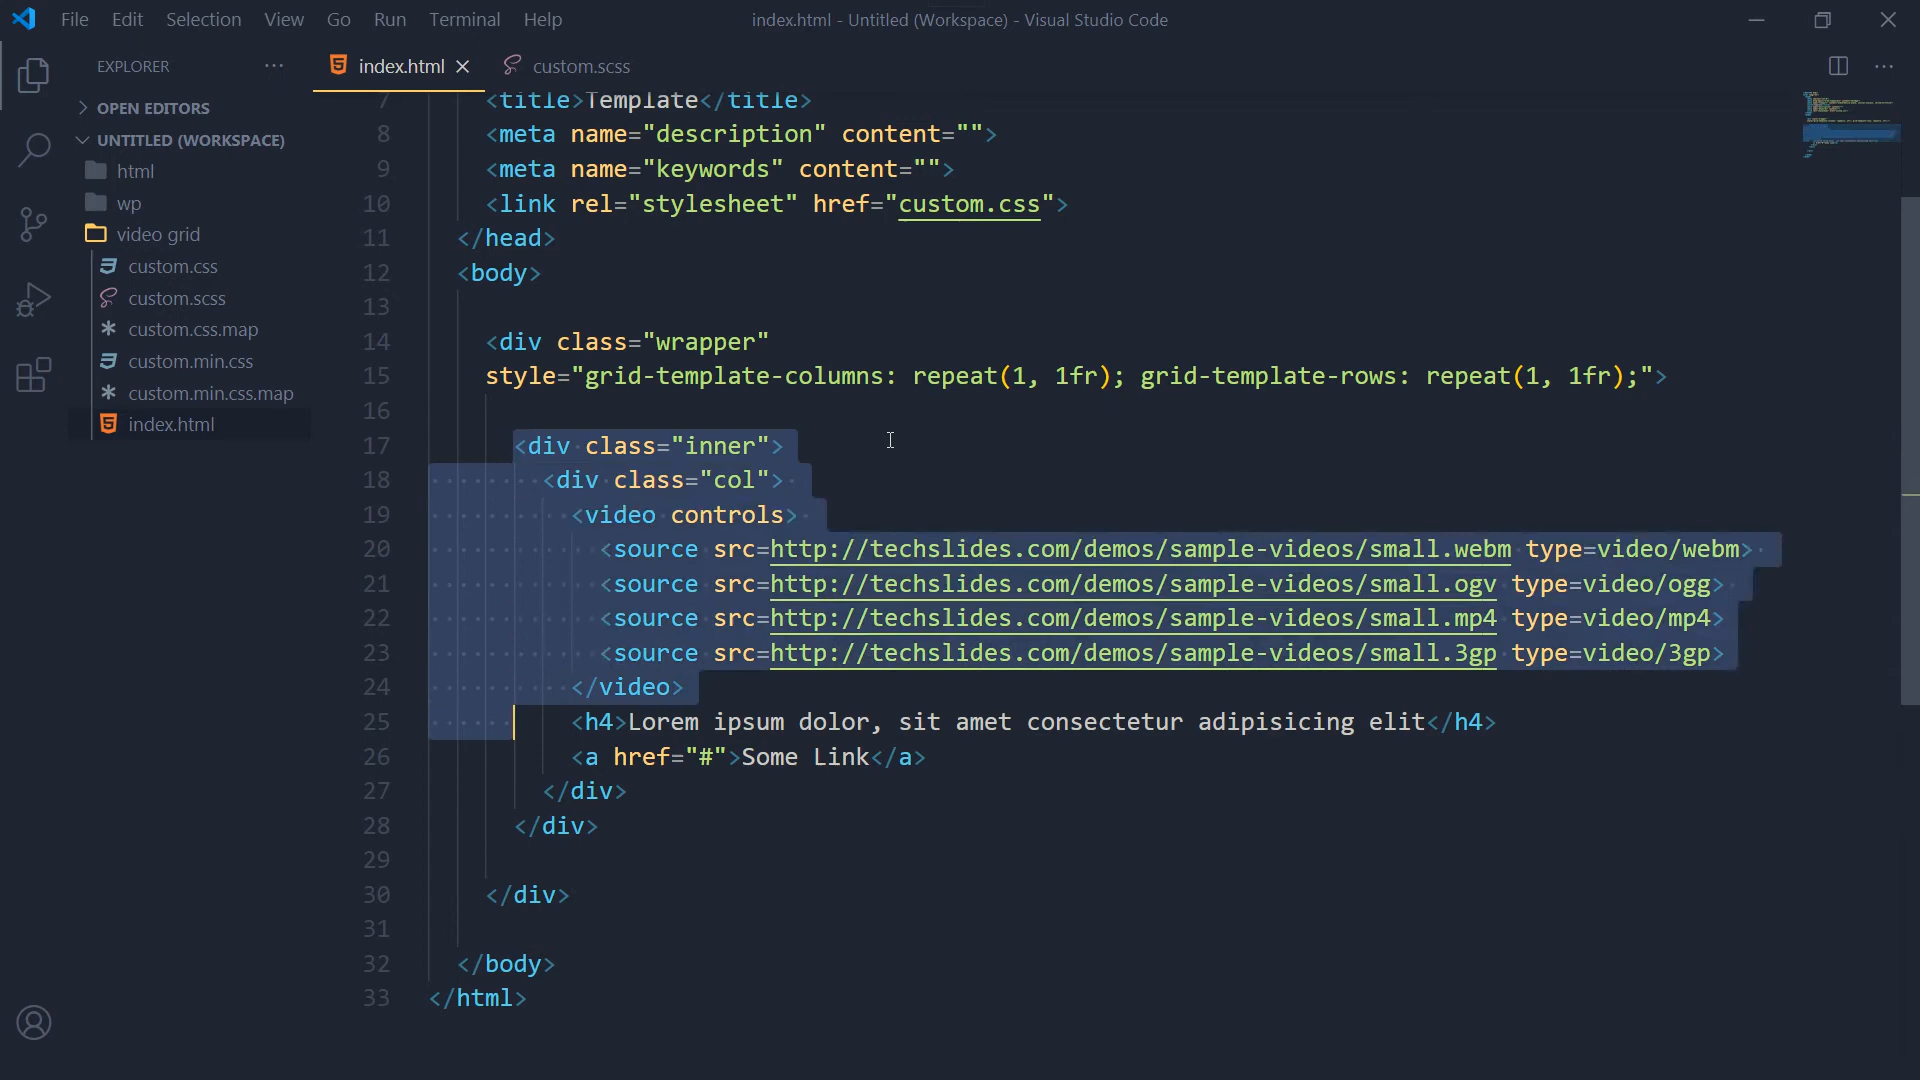 File Edit Selection View Go Run Terminal Help
index.html - Untitled (Workspace) - Visual Studio Code
EXPLORER
index.html
custom.scss
OPEN EDITORS
UNTITLED (WORKSPACE)
html
wp
video grid
custom.css
custom.scss
custom.css.map
custom.min.css
custom.min.css.map
index.html
7 <title>Template</title>
8 <meta name="description" content="">
9 <meta name="keywords" content="">
10 <link rel="stylesheet" href="custom.css">
11 </head>
12 <body>
13
14 <div class="wrapper"
15 style="grid-template-columns: repeat(1, 1fr); grid-template-rows: repeat(1, 1fr);">
16
17 <div class="inner">
18 <div class="col">
19 <video controls>
20 <source src=http://techslides.com/demos/sample-videos/small.webm type=video/webm>
21 <source src=http://techslides.com/demos/sample-videos/small.ogv type=video/ogg>
22 <source src=http://techslides.com/demos/sample-videos/small.mp4 type=video/mp4>
23 <source src=http://techslides.com/demos/sample-videos/small.3gp type=video/3gp>
24 </video>
25 <h4>Lorem ipsum dolor, sit amet consectetur adipisicing elit</h4>
26 <a href="#">Some Link</a>
27 </div>
28 </div>
29
30 </div>
31
32 </body>
33 </html>